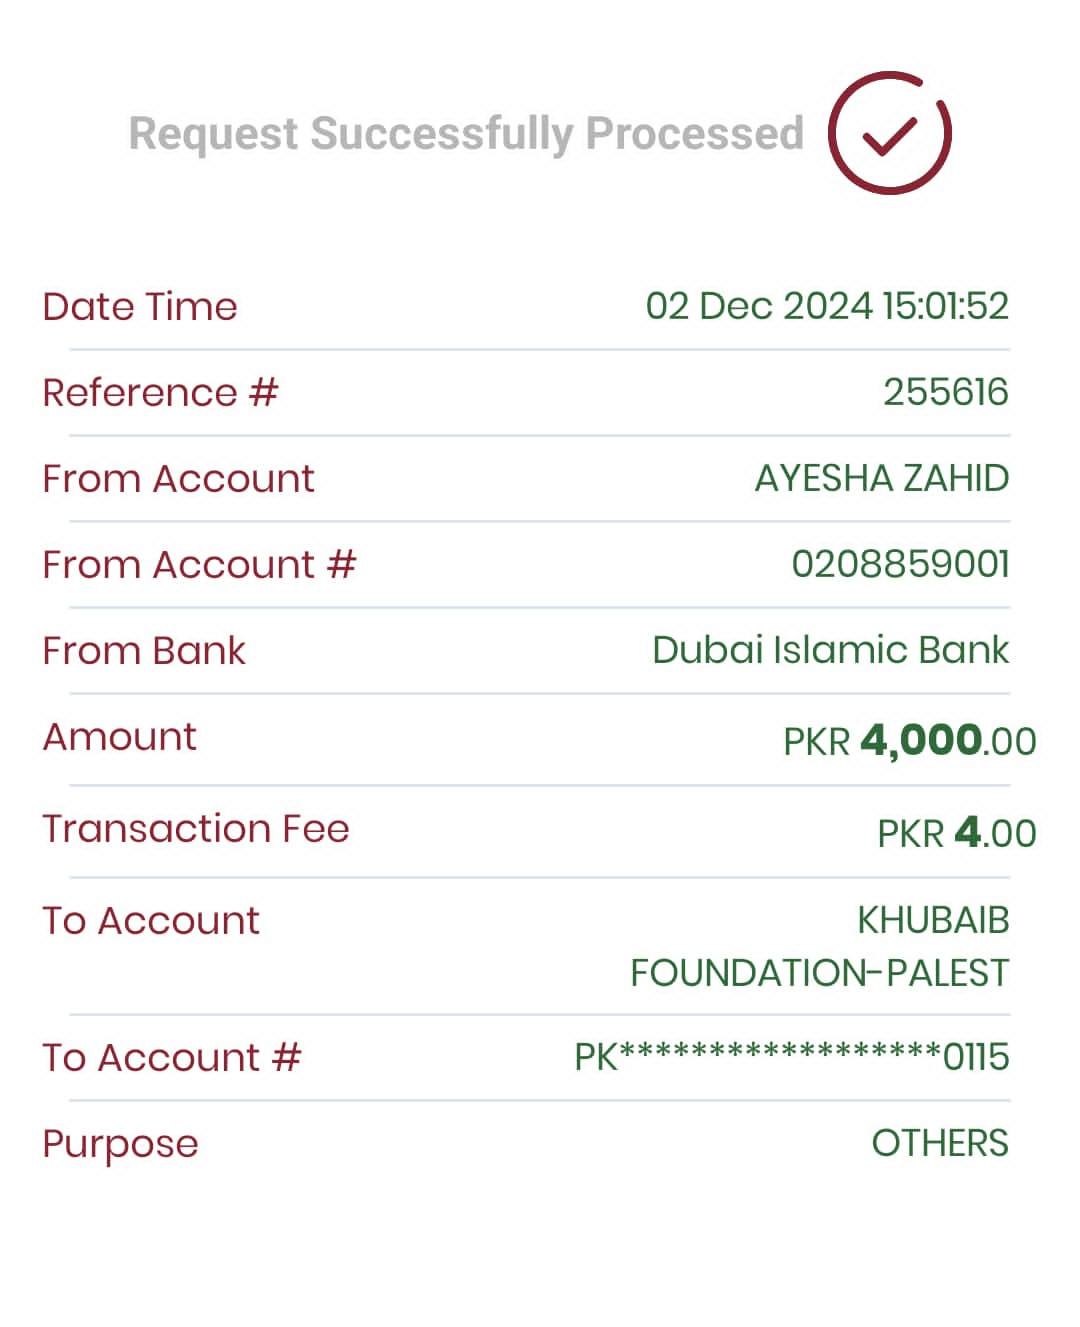 Request Successfully Processed
Date Time 02 Dec 2024 15:01:52
Reference # 255616
From Account AYESHA ZAHID
From Account # 0208859001
From Bank Dubai Islamic Bank
Amount PKR 4,000.00
Transaction Fee PKR 4.00
To Account KHUBAIB
FOUNDATION-PALEST
To Account # PK******************0115
Purpose OTHERS